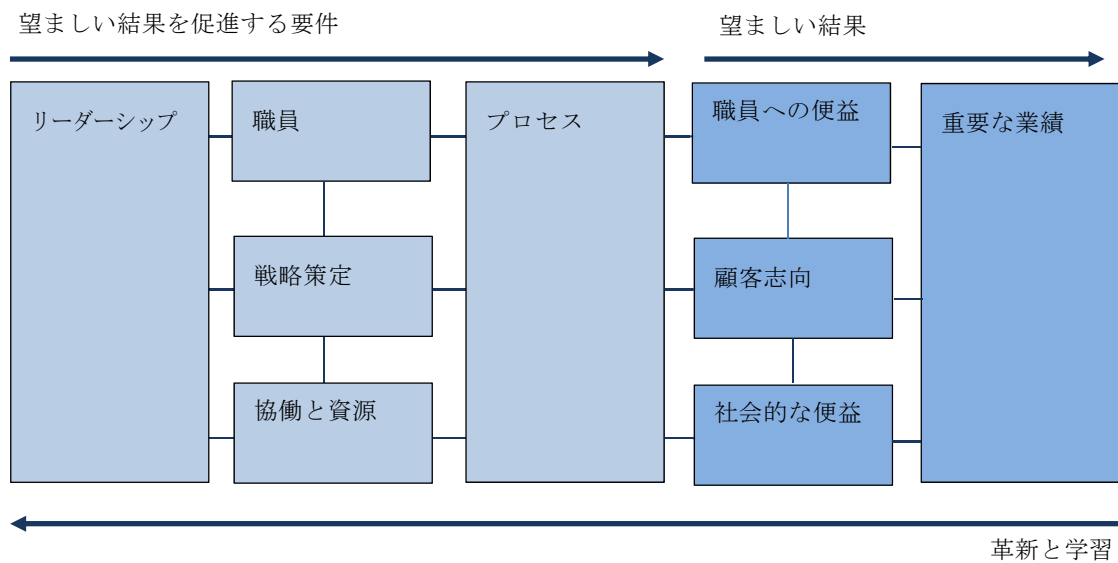 望ましい結果を促進する要件
望ましい結果
リーダーシップ
職員
プロセス
職員への便益
重要な業績
戦略策定
顧客志向
協働と資源
社会的な便益
革新と学習